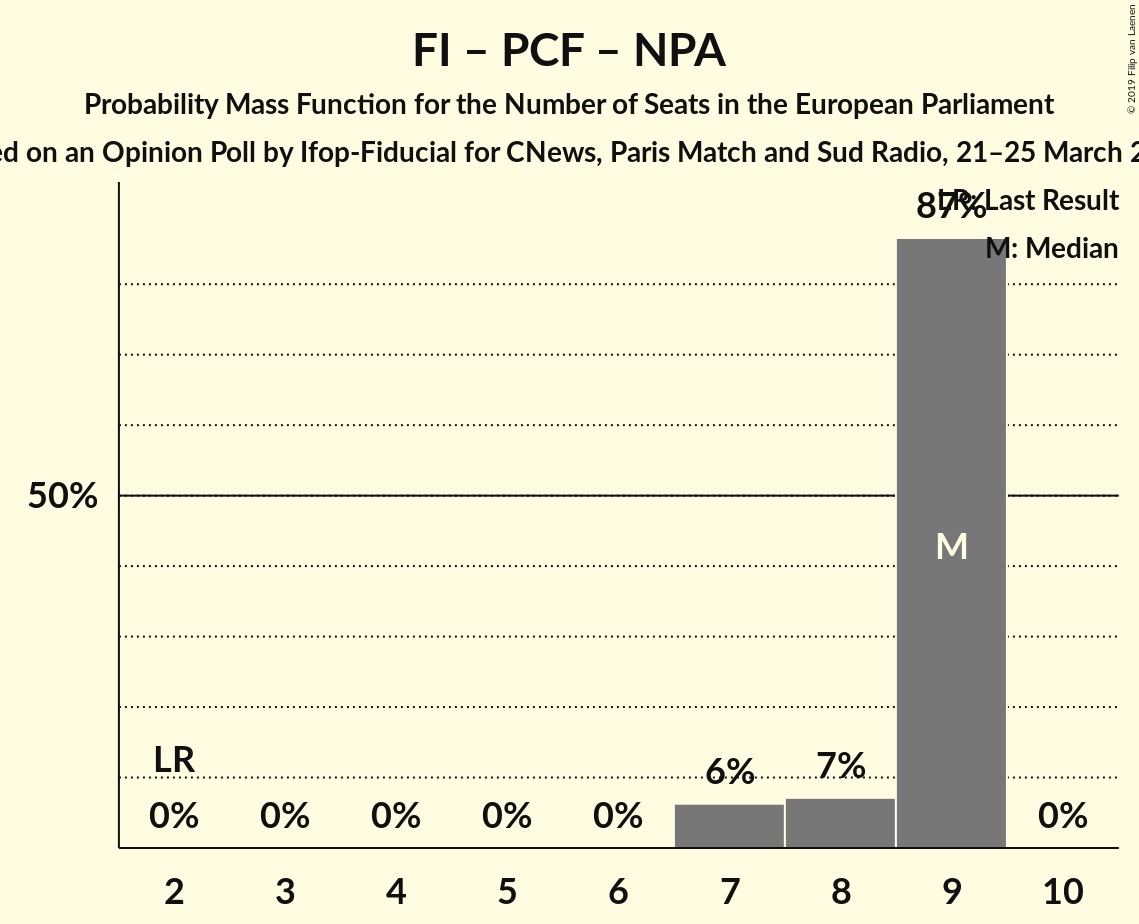 FI – PCF – NPA
© 2019 Filip van Laenen
Probability Mass Function for the Number of Seats in the European Parliament
on an Opinion Poll by Ifop-Fiducial for CNews, Paris Match and Sud Radio, 21–25 March
87%
LR: Last Result
M: Median
50%
M
LR
6%
7%
0%
0%
0%
0%
0%
0%
2
3
4
5
6
7
8
9
10